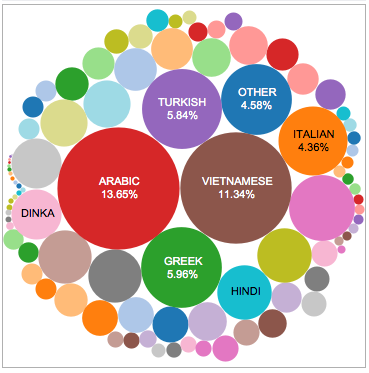 TURKISH
5.84%
OTHER
4.58%
ITALIAN
4.36%
ARABIC
13.65%
VIETNAMESE
11.34%
DINKA
GREEK
5.96%
HINDI